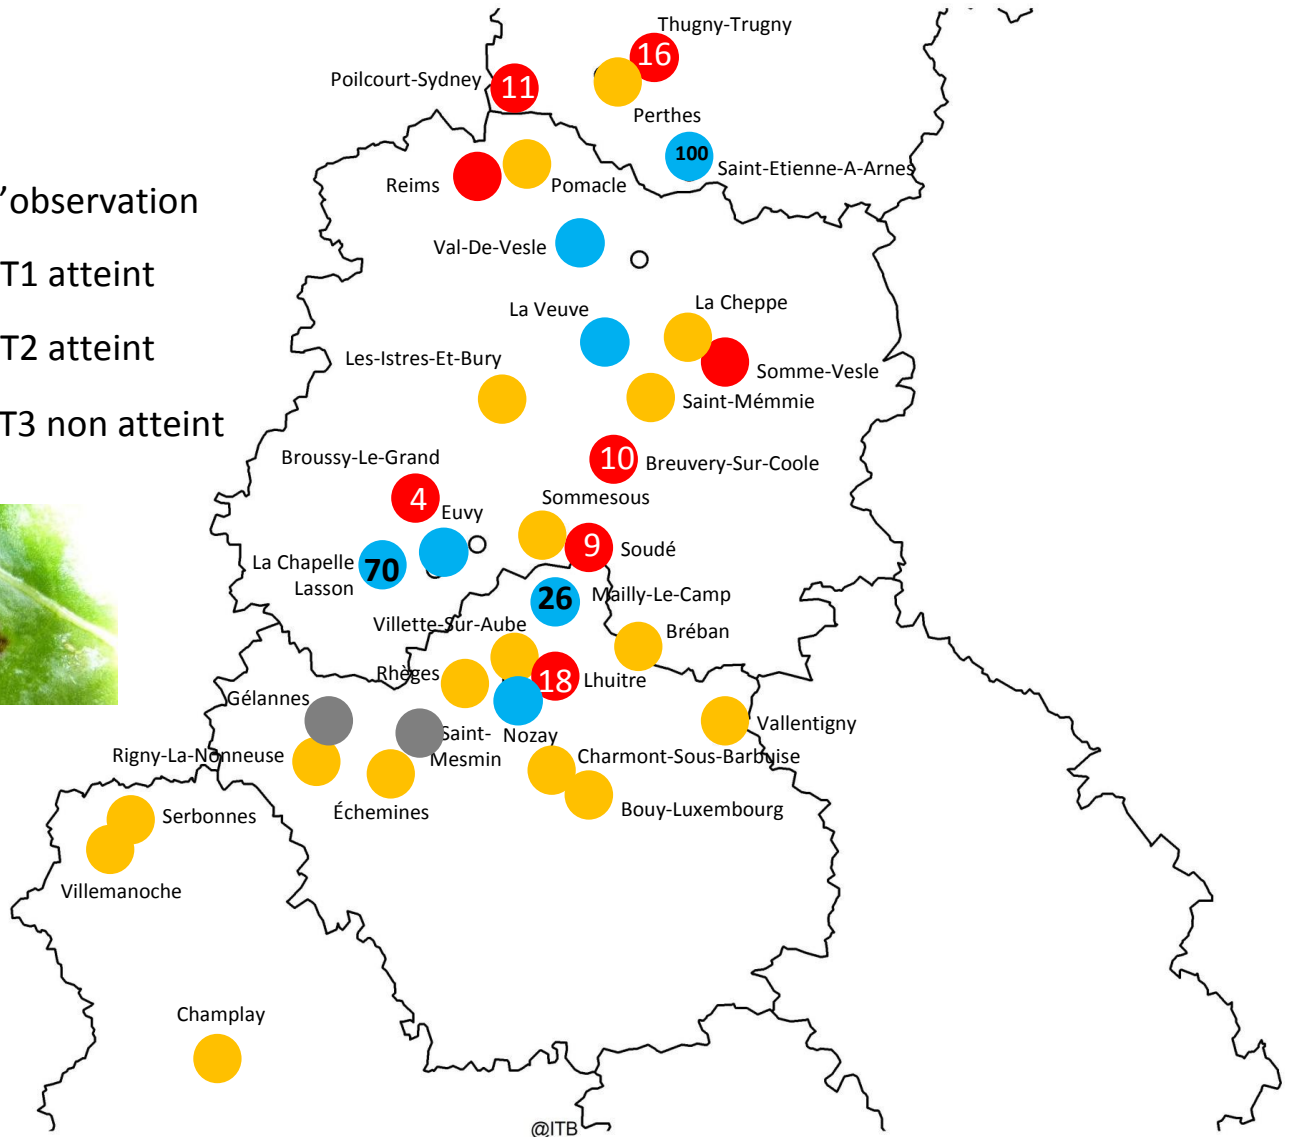 Thugny-Trugny
16
Poilcourt-Sydney
11
Perthes
100
Saint-Etienne-A-Arnes
Reims
Pomacle
’observation
Val-De-Vesle
T1 atteint
La Cheppe
La Veuve
T2 atteint
Les-Istres-Et-Bury
Somme-Vesle
Saint-Mémmie
T3 non atteint
Broussy-Le-Grand
10
Breuvery-Sur-Coole
4
Sommesous
Euvy
9
Soudé
La Chapelle
Lasson
70
26
Mailly-Le-Camp
Villette-Sur-Aube
Bréban
Rhèges
18
Lhuitre
Gélannes
Vallentigny
Saint-
Mesmin
Nozay
Rigny-La-Nonneuse
Charmont-Sous-Barbuise
Échemines
Bouy-Luxembourg
Serbonnes
Villemanoche
Champlay
@ITB